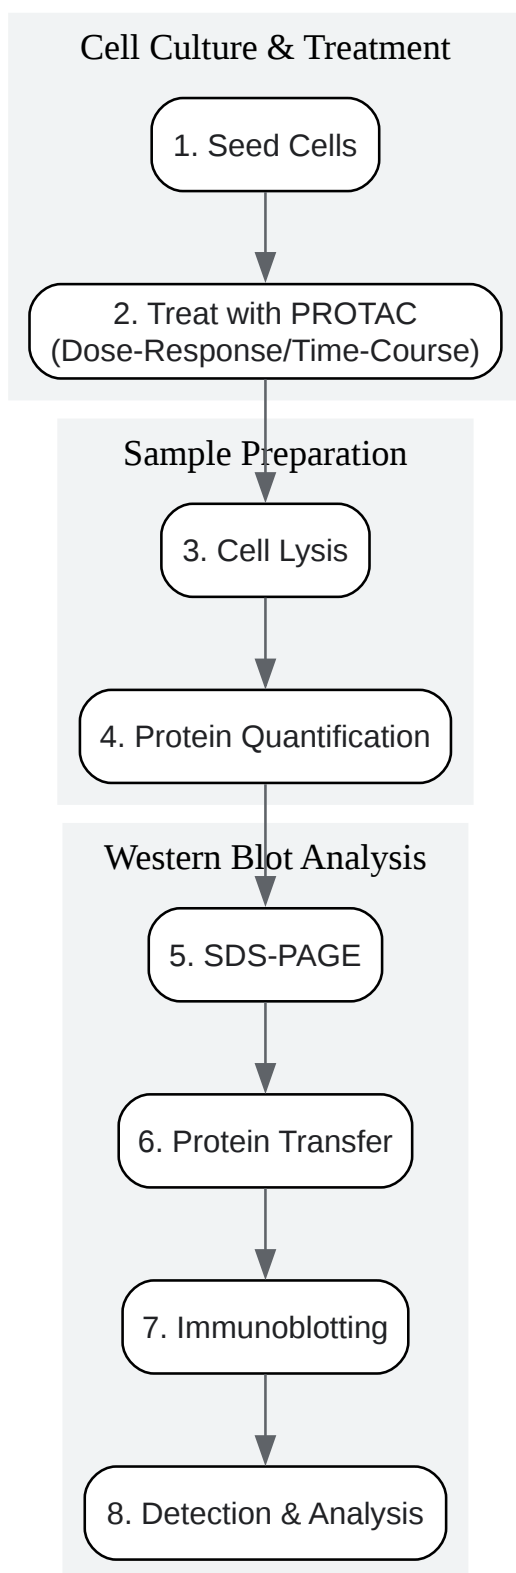 Cell Culture & Treatment
1. Seed Cells
2. Treat with PROTAC
(Dose-Response/Time-Course)
Sample Preparation
3. Cell Lysis
4. Protein Quantification
Western Blot Analysis
5. SDS-PAGE
6. Protein Transfer
7. Immunoblotting
8. Detection & Analysis